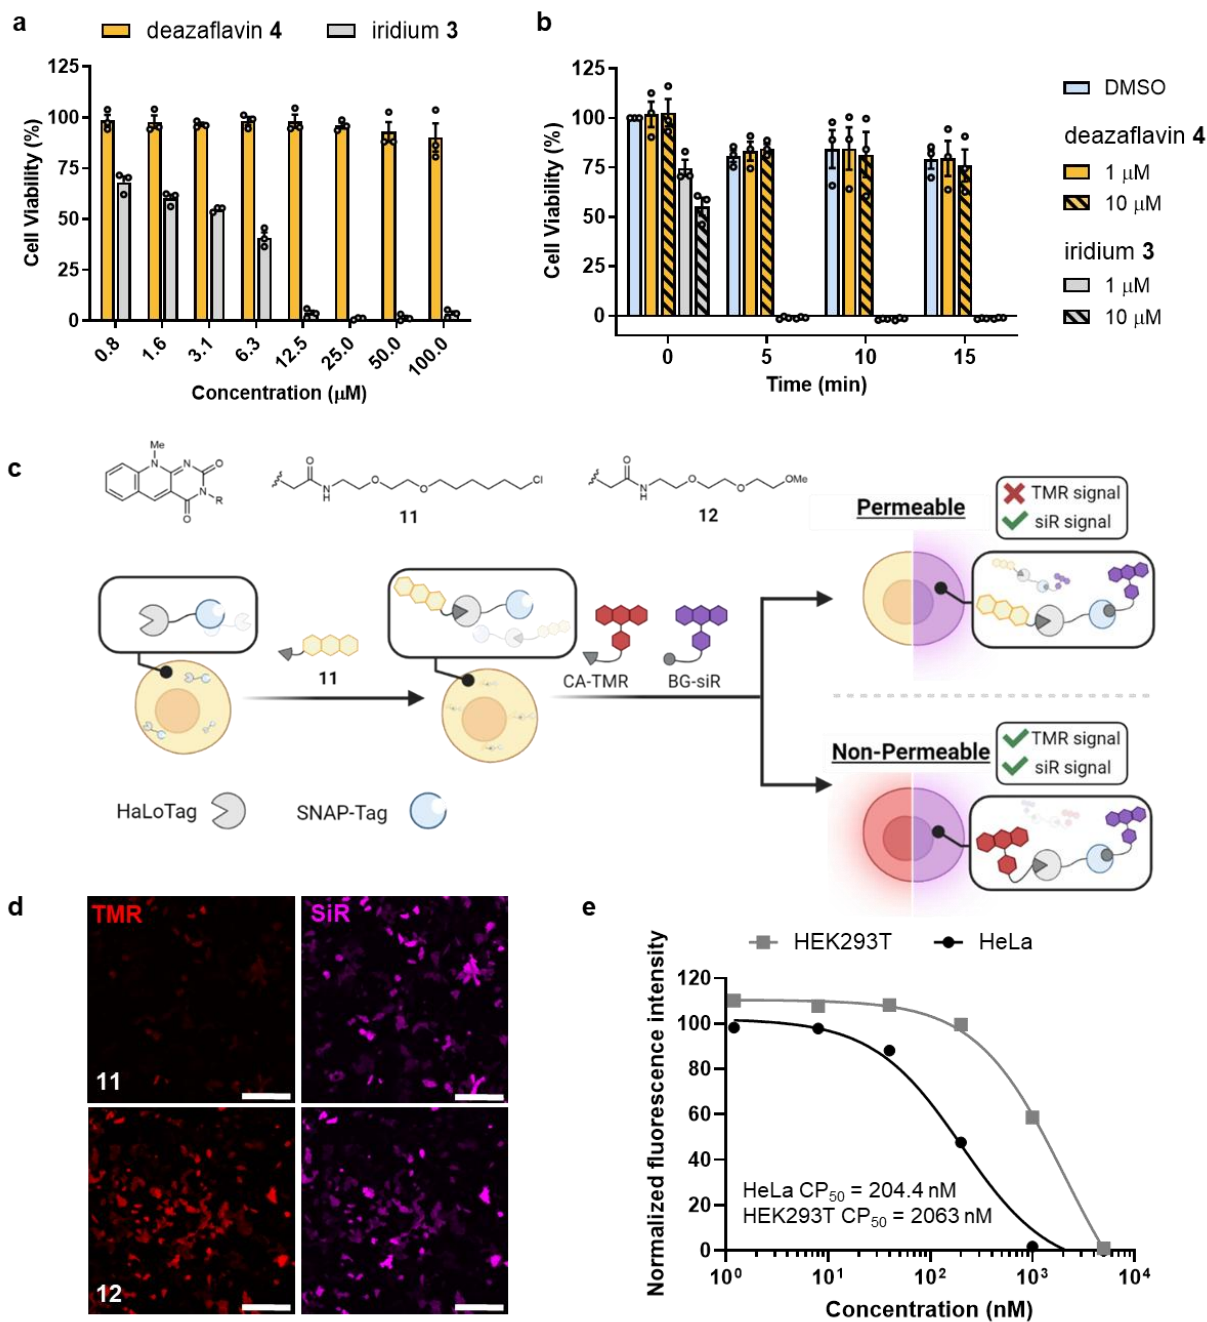 a
deazaflavin 4
iridium 3
125
100
75
50
25
0
Cell Viability (%)
0.8
1.6
3.1
6.3
12.5
25.0
50.0
100.0
Concentration (μM)
b
125
100
75
50
25
0
Cell Viability (%)
0
5
10
15
Time (min)
DMSO
deazaflavin 4
1 μM
10 μM
iridium 3
1 μM
10 μM
c
Me
N
N
O
N
R
O
O
N
H
O
O
Cl
11
O
N
H
O
O
OMe
12
11
CA-TMR
BG-siR
HaLoTag
SNAP-Tag
Permeable
TMR signal
siR signal
Non-Permeable
TMR signal
siR signal
d
TMR
SiR
11
12
e
HEK293T
HeLa
Normalized fluorescence intensity
120
100
80
60
40
20
0
HeLa CP₅₀ = 204.4 nM
HEK293T CP₅₀ = 2063 nM
10⁰
10¹
10²
10³
10⁴
Concentration (nM)